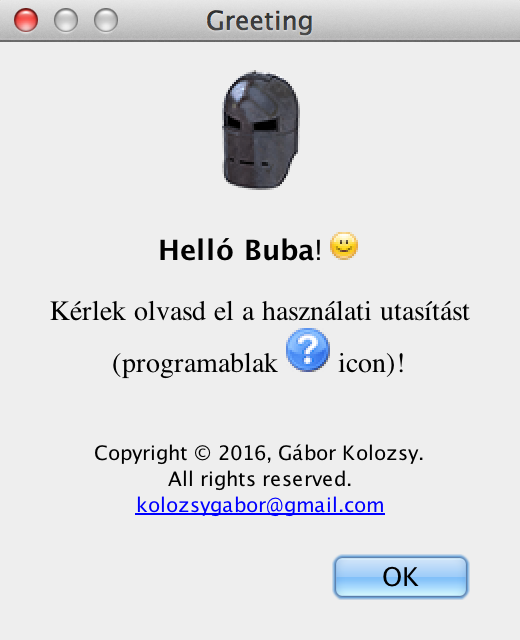 Greeting
Helló Buba!
Kérlek olvasd el a használati utasítást
(programablak ? icon)!
Copyright © 2016, Gábor Kolozsy.
All rights reserved.
kolozsygabor@gmail.com
OK